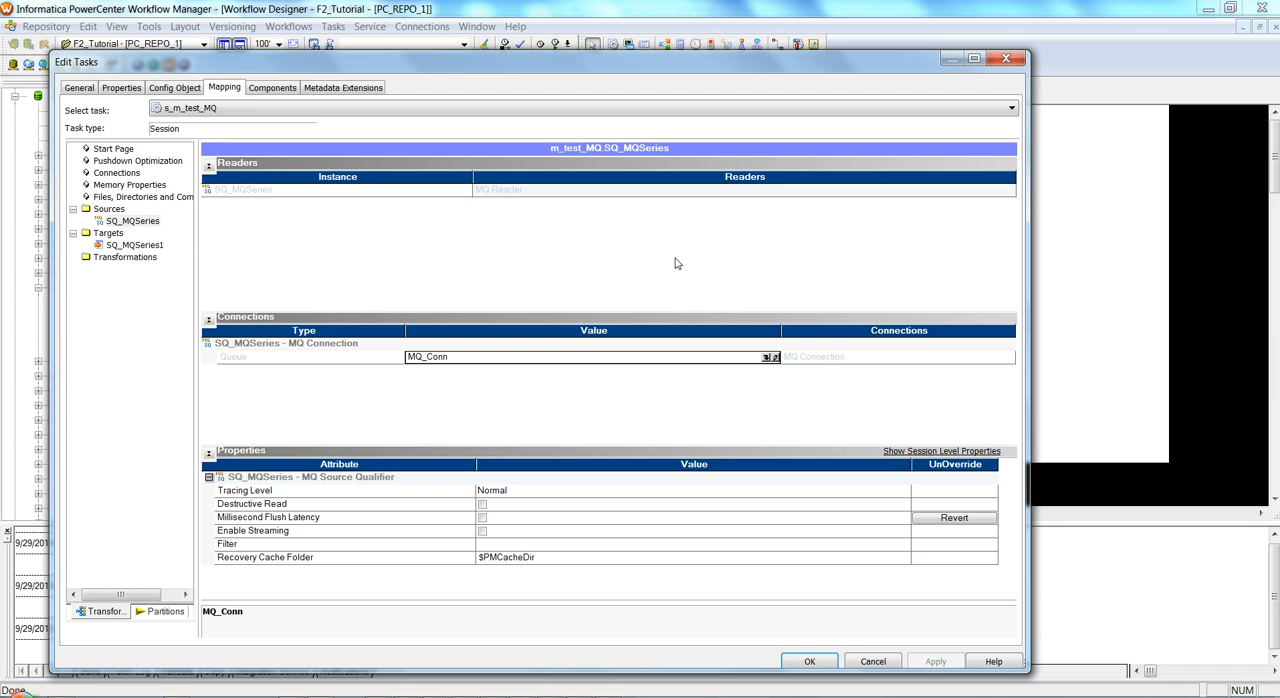 Informatica PowerCenter Workflow Manager - [Workflow Designer - F2_Tutorial - [PC_REPO_1]]
Repository Edit View Tools Layout Versioning Workflows Tasks Service Connections Window Help
F2_Tutorial - [PC_REPO_1] 100%
Edit Tasks
General Properties Config Object Mapping Components Metadata Extensions
Select task: s_m_test_MQ
Task type: Session
Start Page
Pushdown Optimization
Connections
Memory Properties
Files, Directories and Com
Sources
SQ_MQSeries
Targets
SQ_MQSeries1
Transformations
Transfor... Partitions
m_test_MQ.SQ_MQSeries
Readers
Instance Readers
SQ_MQSeries MQ Reader
Connections
Type Value Connections
SQ_MQSeries - MQ Connection
Queue MQ_Conn MQ Connection
Properties Show Session Level Properties
Attribute Value UnOverride
SQ_MQSeries - MQ Source Qualifier
Tracing Level Normal
Destructive Read
Millisecond Flush Latency Revert
Enable Streaming
Filter
Recovery Cache Folder $PMCacheDir
MQ_Conn
OK Cancel Apply Help
9/29/201
9/29/201
9/29/201
Done NUM